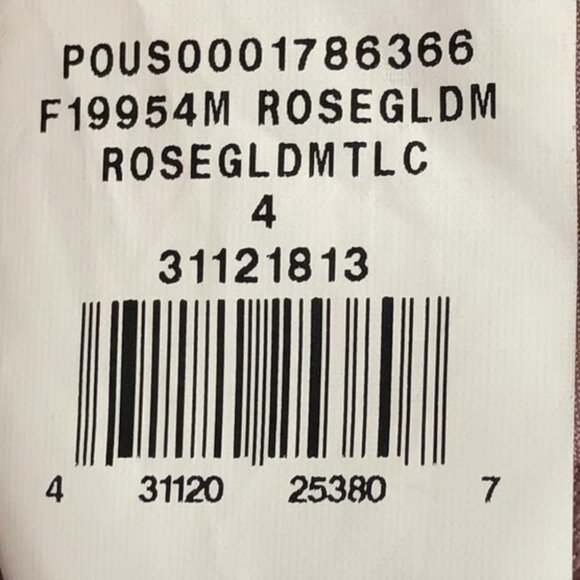 POUS0001786366
F19954M ROSEGLDM
ROSEGLDMTLC
4
31121813
4 31120 25380 7